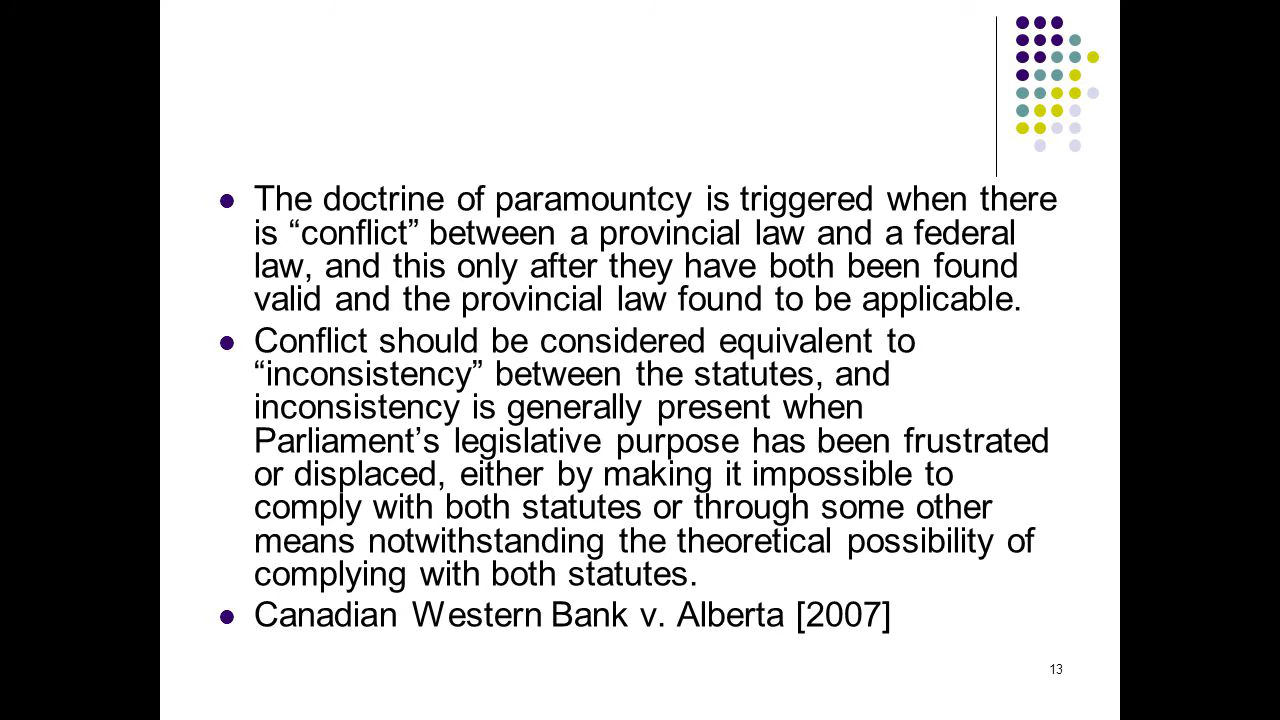 The doctrine of paramountcy is triggered when there
is “conflict” between a provincial law and a federal
law, and this only after they have both been found
valid and the provincial law found to be applicable.
Conflict should be considered equivalent to
“inconsistency” between the statutes, and
inconsistency is generally present when
Parliament’s legislative purpose has been frustrated
or displaced, either by making it impossible to
comply with both statutes or through some other
means notwithstanding the theoretical possibility of
complying with both statutes.
Canadian Western Bank v. Alberta [2007]
13